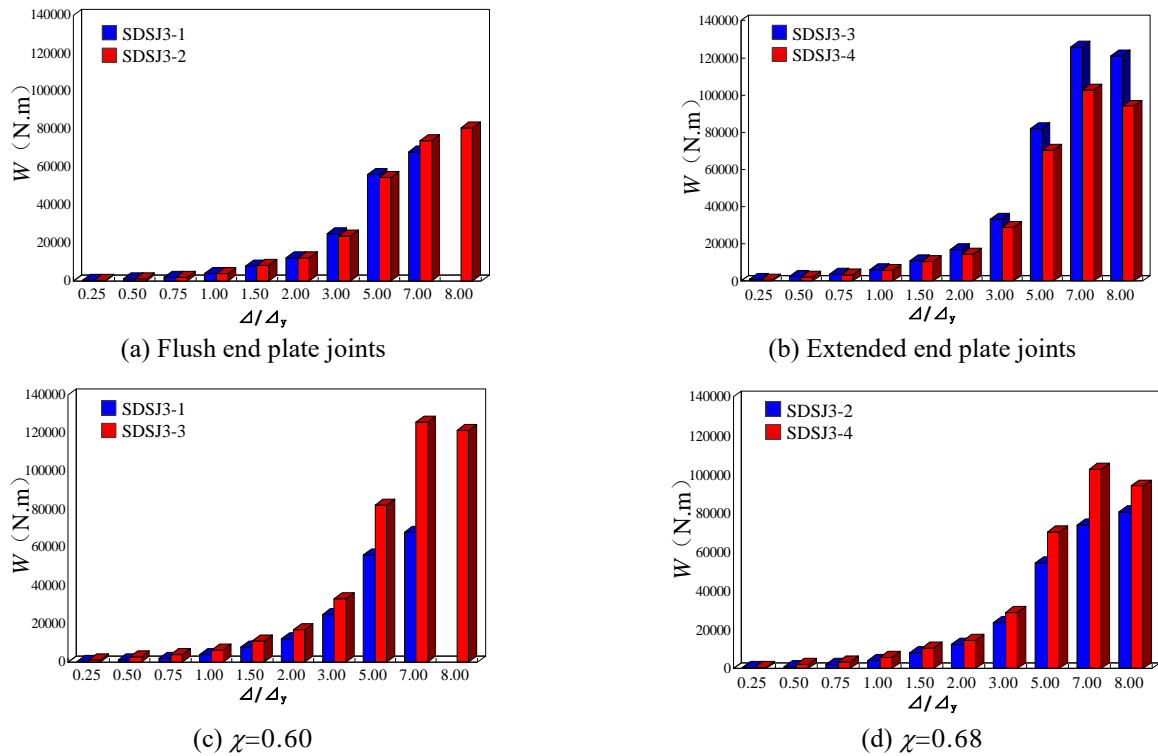 140000
120000
100000
80000
60000
40000
20000
0
W（N.m）
SDSJ3-1
SDSJ3-2
0.25 0.50 0.75 1.00 1.50 2.00 3.00 5.00 7.00 8.00
Δ/Δy
(a) Flush end plate joints
140000
120000
100000
80000
60000
40000
20000
0
W（N.m）
SDSJ3-3
SDSJ3-4
0.25 0.50 0.75 1.00 1.50 2.00 3.00 5.00 7.00 8.00
Δ/Δy
(b) Extended end plate joints
140000
120000
100000
80000
60000
40000
20000
0
W（N.m）
SDSJ3-1
SDSJ3-3
0.25 0.50 0.75 1.00 1.50 2.00 3.00 5.00 7.00 8.00
Δ/Δy
(c) χ=0.60
140000
120000
100000
80000
60000
40000
20000
0
W（N.m）
SDSJ3-2
SDSJ3-4
0.25 0.50 0.75 1.00 1.50 2.00 3.00 5.00 7.00 8.00
Δ/Δy
(d) χ=0.68